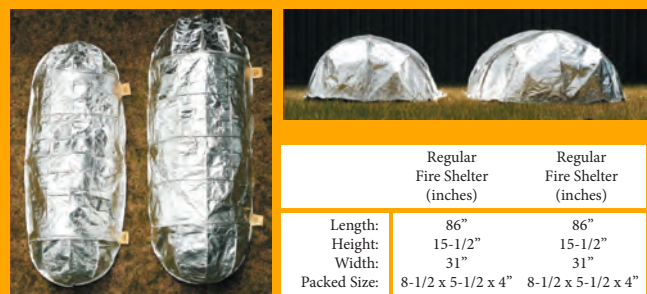 Regular Regular
Fire Shelter Fire Shelter
(inches) (inches)
Length: 86” 86”
Height: 15-1/2” 15-1/2”
Width: 31” 31”
Packed Size: 8-1/2 x 5-1/2 x 4” 8-1/2 x 5-1/2 x 4”